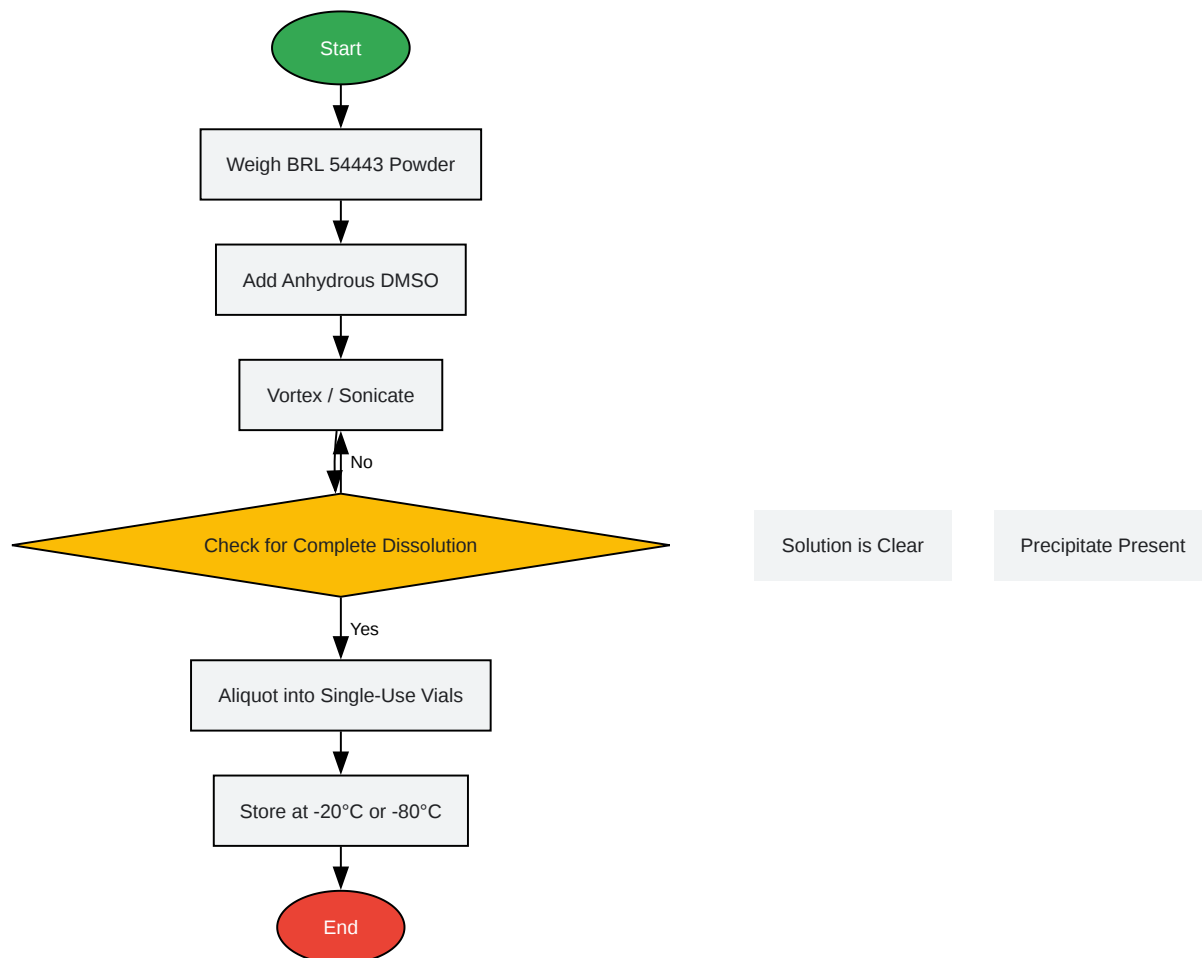 Start
Weigh BRL 54443 Powder
Add Anhydrous DMSO
Vortex / Sonicate
No
Check for Complete Dissolution
Solution is Clear
Precipitate Present
Yes
Aliquot into Single-Use Vials
Store at -20°C or -80°C
End